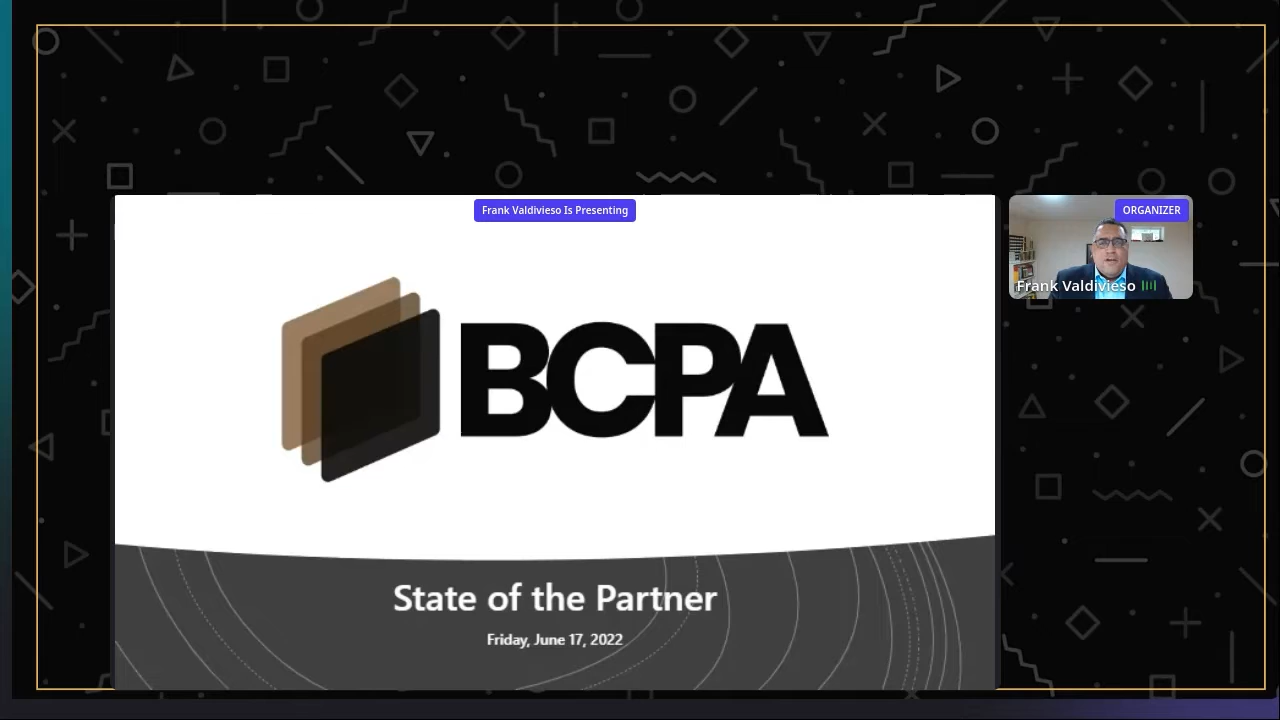 Frank Valdivieso Is Presenting
ORGANIZER
Frank Valdivieso
BCPA
State of the Partner
Friday, June 17, 2022